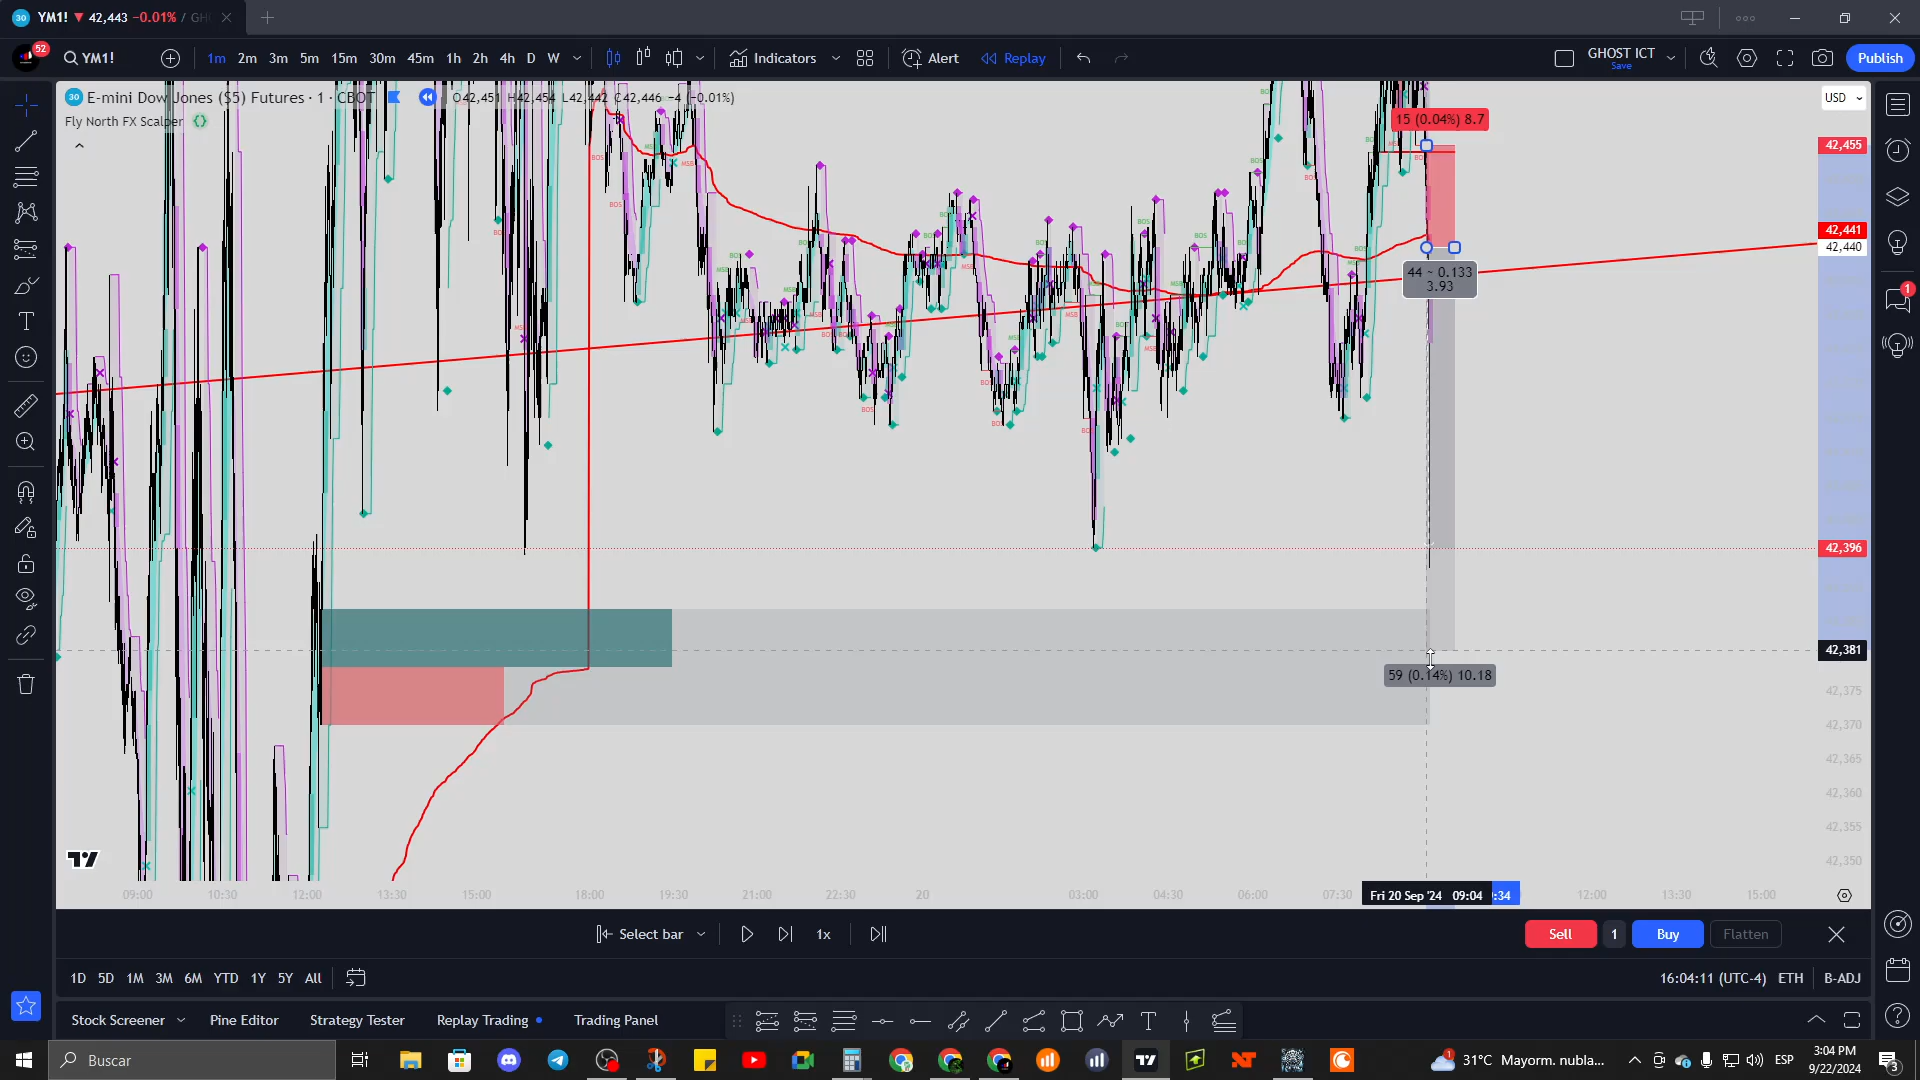 30 YM1! ▼ 42,443 −0.01% / GH
52 YM1! 1m 2m 3m 5m 15m 30m 45m 1h 2h 4h D W Indicators Alert Replay GHOST ICT Save Publish
30 E-mini Dow Jones ($5) Futures · 1 · CBOT O42,451 H42,454 L42,442 C42,446 −4 (−0.01%)
USD
Fly North FX Scalper
15 (0.04%) 8.7
42,455
42,441
42,440
44 ~ 0.133
3.93
1
42,396
42,381
59 (0.14%) 10.18
42,375
42,370
42,365
42,360
42,355
42,350
09:00 10:30 12:00 13:30 15:00 18:00 19:30 21:00 22:30 20 03:00 04:30 06:00 07:30 Fri 20 Sep '24 09:04 :34 12:00 13:30 15:00
Select bar 1x Sell 1 Buy Flatten
1D 5D 1M 3M 6M YTD 1Y 5Y All 16:04:11 (UTC-4) ETH B-ADJ
Stock Screener Pine Editor Strategy Tester Replay Trading Trading Panel
Buscar 1 31°C Mayorm. nubla... ESP 3:04 PM
9/22/2024 3